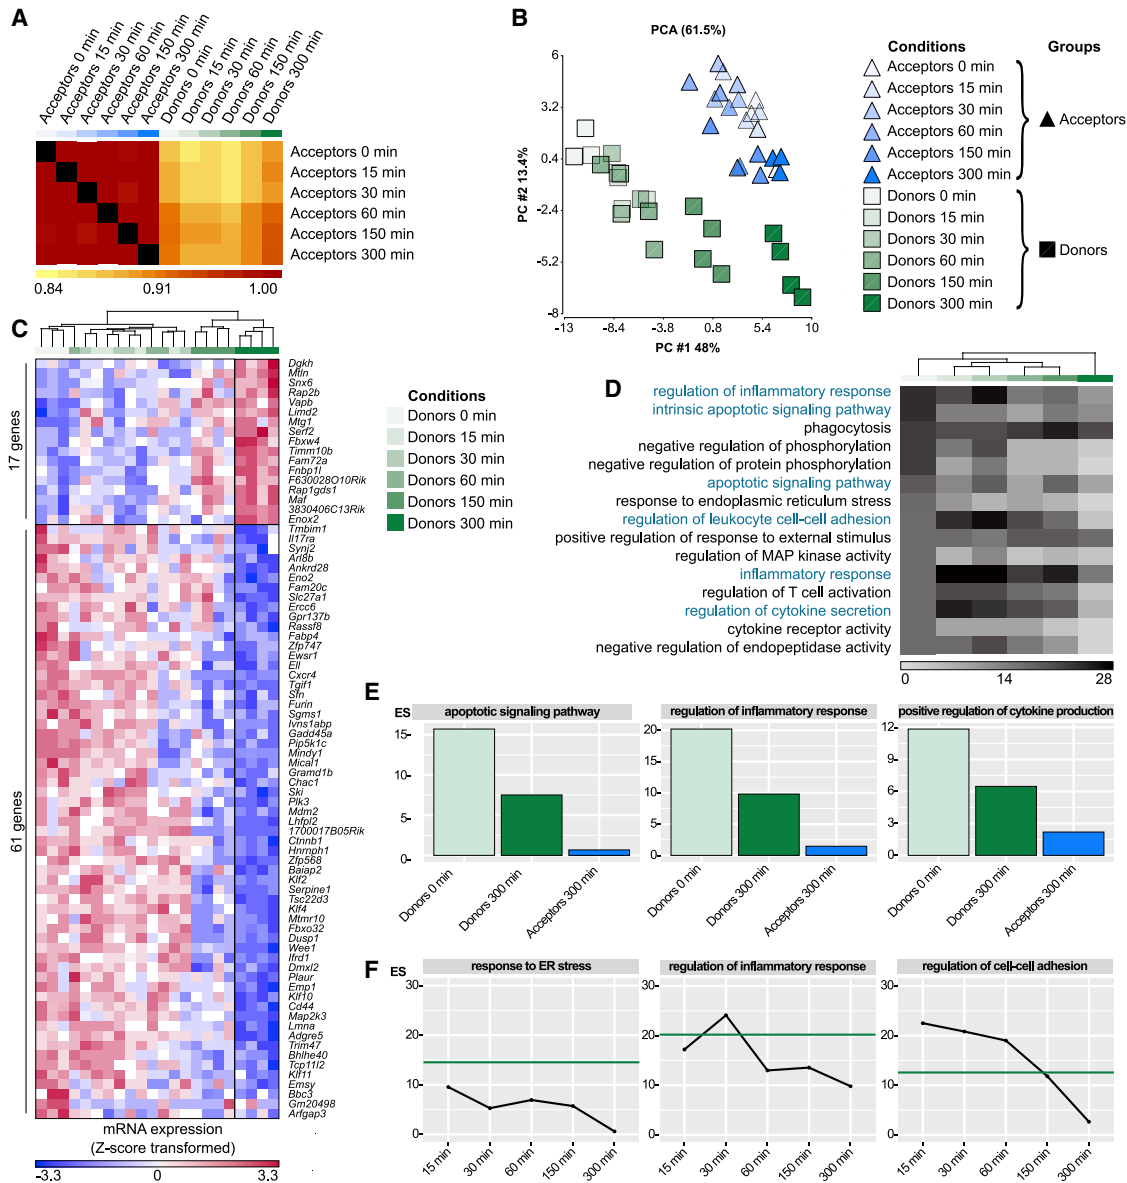 A
Acceptors 0 min
Acceptors 15 min
Acceptors 30 min
Acceptors 60 min
Acceptors 150 min
Acceptors 300 min
Donors 0 min
Donors 15 min
Donors 30 min
Donors 60 min
Donors 150 min
Donors 300 min
Acceptors 0 min
Acceptors 15 min
Acceptors 30 min
Acceptors 60 min
Acceptors 150 min
Acceptors 300 min
0.84 0.91 1.00
B
PCA (61.5%)
PC #2 13.4%
6
3.2
0.4
-2.4
-5.2
-8
-13 -8.4 -3.8 0.8 5.4 10
PC #1 48%
Conditions Groups
Acceptors 0 min
Acceptors 15 min
Acceptors 30 min
Acceptors 60 min
Acceptors 150 min
Acceptors 300 min
Donors 0 min
Donors 15 min
Donors 30 min
Donors 60 min
Donors 150 min
Donors 300 min
Acceptors
Donors
C
17 genes
61 genes
Dgkh
Mtln
Snx6
Rap2b
Vapb
Limd2
Mtg1
Serf2
Fbxw4
Timm10b
Fam72a
Fnbp1l
F630028O10Rik
Rap1gds1
Maf
3830406C13Rik
Enox2
Tmbim1
Il17ra
Synj2
Arl8b
Ankrd28
Eno2
Fam20c
Slc27a1
Ercc6
Gpr137b
Rassf8
Fabp4
Zfp747
Ewsr1
Ell
Cxcr4
Tgif1
Sfn
Furin
Sgms1
Ivns1abp
Gadd45a
Pip5k1c
Mindy1
Mical1
Gramd1b
Chac1
Ski
Plk3
Mdm2
Lhfpl2
1700017B05Rik
Ctnnb1
Hnrnph1
Zfp568
Baiap2
Klf2
Serpine1
Tsc22d3
Klf4
Mtmr10
Fbxo32
Dusp1
Wee1
Ifrd1
Dmxl2
Plaur
Emp1
Klf10
Cd44
Map2k3
Lmna
Adgre5
Trim47
Bhlhe40
Tcp11l2
Klf11
Emsy
Bbc3
Gm20498
Arfgap3
mRNA expression
(Z-score transformed)
-3.3 0 3.3
Conditions
Donors 0 min
Donors 15 min
Donors 30 min
Donors 60 min
Donors 150 min
Donors 300 min
D
regulation of inflammatory response
intrinsic apoptotic signaling pathway
phagocytosis
negative regulation of phosphorylation
negative regulation of protein phosphorylation
apoptotic signaling pathway
response to endoplasmic reticulum stress
regulation of leukocyte cell-cell adhesion
positive regulation of response to external stimulus
regulation of MAP kinase activity
inflammatory response
regulation of T cell activation
regulation of cytokine secretion
cytokine receptor activity
negative regulation of endopeptidase activity
0 14 28
E
ES
apoptotic signaling pathway
15
10
5
0
Donors 0 min
Donors 300 min
Acceptors 300 min
regulation of inflammatory response
20
15
10
5
0
Donors 0 min
Donors 300 min
Acceptors 300 min
positive regulation of cytokine production
12
9
6
3
0
Donors 0 min
Donors 300 min
Acceptors 300 min
F
ES
response to ER stress
30
20
10
0
15 min
30 min
60 min
150 min
300 min
regulation of inflammatory response
30
20
10
0
15 min
30 min
60 min
150 min
300 min
regulation of cell-cell adhesion
30
20
10
0
15 min
30 min
60 min
150 min
300 min